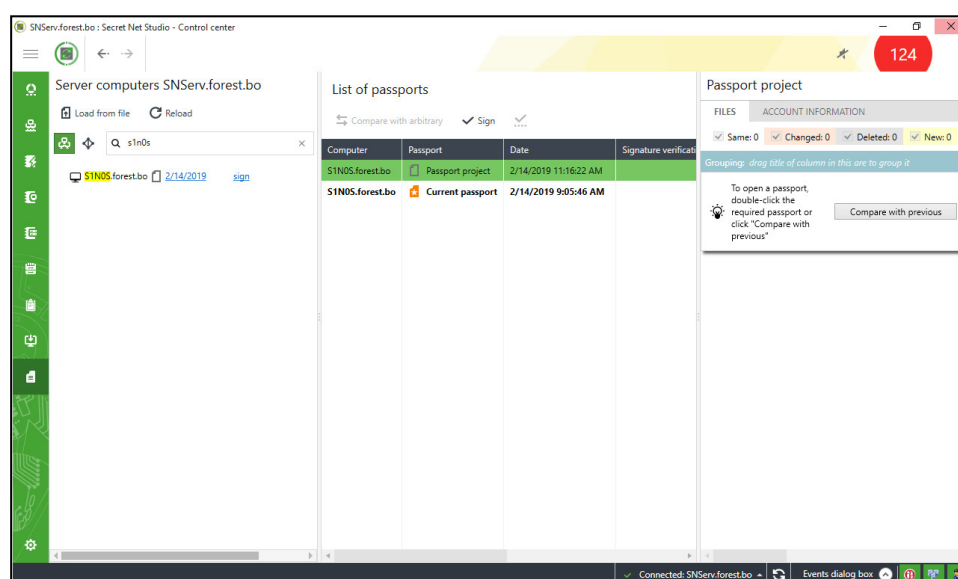 SNServ.forest.bo : Secret Net Studio - Control center
124
Server computers SNServ.forest.bo
Load from file Reload
s1n0s
S1N0S.forest.bo 2/14/2019 sign
List of passports
Compare with arbitrary Sign
Computer Passport Date Signature verificati
S1N0S.forest.bo Passport project 2/14/2019 11:16:22 AM
S1N0S.forest.bo Current passport 2/14/2019 9:05:46 AM
Passport project
FILES ACCOUNT INFORMATION
Same: 0 Changed: 0 Deleted: 0 New: 0
Grouping: drag title of column in this are to group it
To open a passport,
double-click the
required passport or
click "Compare with
previous"
Compare with previous
Connected: SNServ.forest.bo Events dialog box